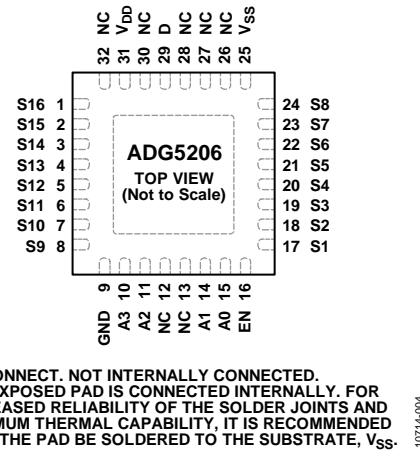 32 NC
31 VDD
30 NC
29 D
28 NC
27 NC
26 NC
25 VSS
S16 1
S15 2
S14 3
S13 4
S12 5
S11 6
S10 7
S9 8
ADG5206
TOP VIEW
(Not to Scale)
24 S8
23 S7
22 S6
21 S5
20 S4
19 S3
18 S2
17 S1
GND 9
A3 10
A2 11
NC 12
NC 13
A1 14
A0 15
EN 16
ONNECT. NOT INTERNALLY CONNECTED.
EXPOSED PAD IS CONNECTED INTERNALLY. FOR
EASED RELIABILITY OF THE SOLDER JOINTS AND
MUM THERMAL CAPABILITY, IT IS RECOMMENDED
THE PAD BE SOLDERED TO THE SUBSTRATE, VSS.
10714-004